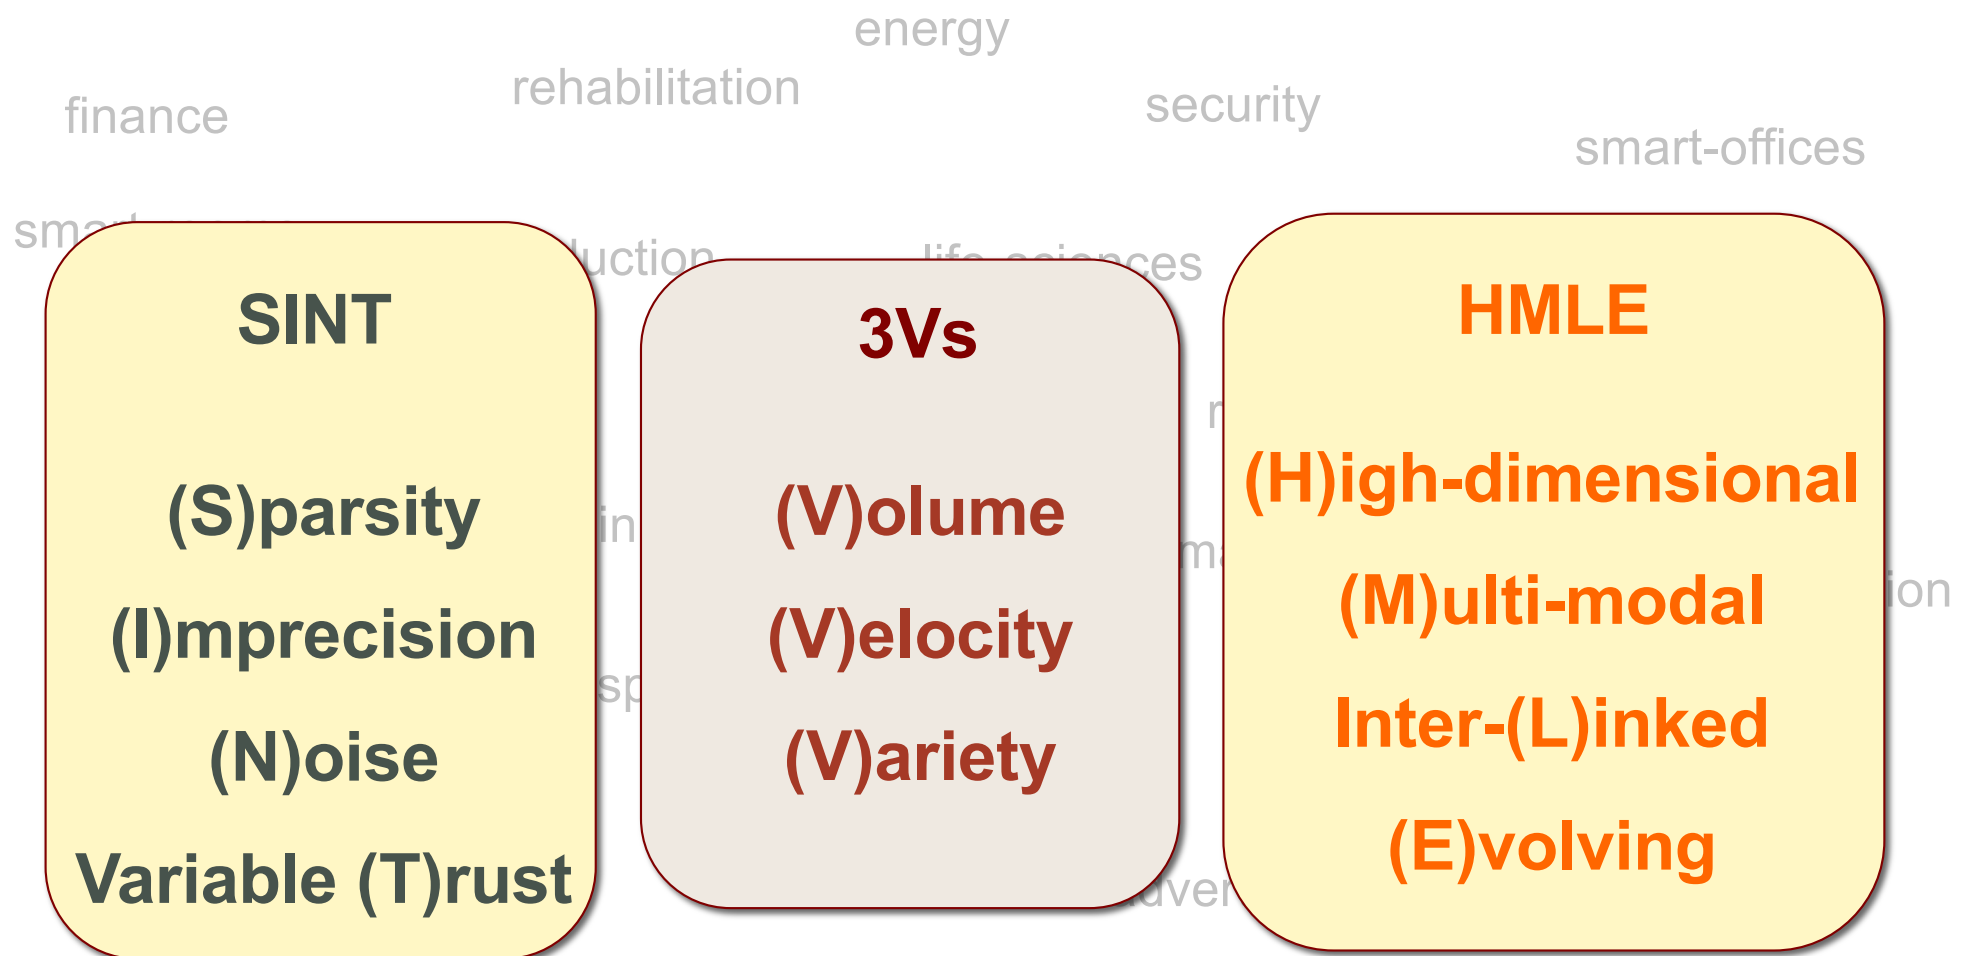 energy
rehabilitation
finance
security
smart-offices
life sciences
SINT
(S)parsity
(I)mprecision
(N)oise
Variable (T)rust
3Vs
(V)olume
(V)elocity
(V)ariety
HMLE
(H)igh-dimensional
(M)ulti-modal
Inter-(L)inked
(E)volving